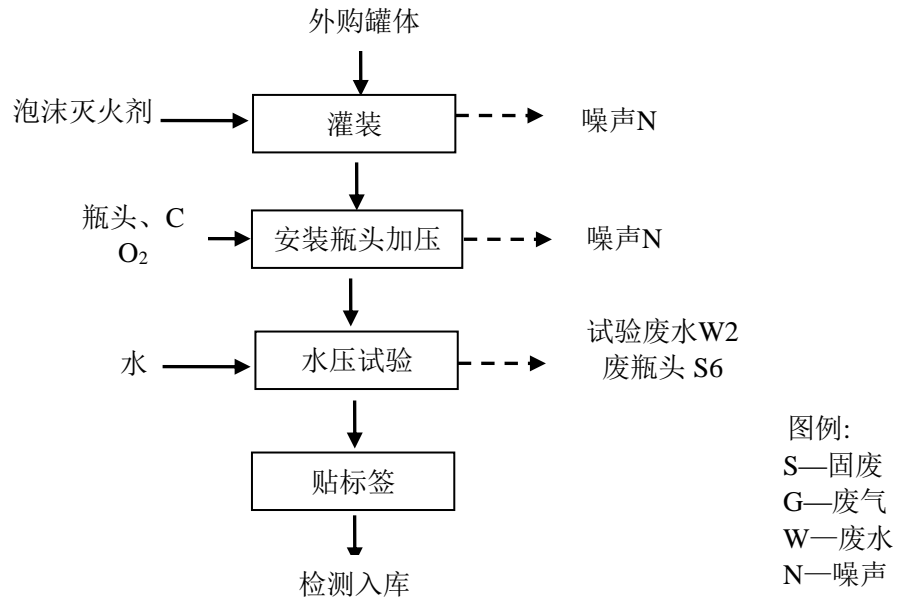 外购罐体
泡沫灭火剂
灌装
噪声N
瓶头、C
O₂
安装瓶头加压
噪声N
水
水压试验
试验废水W2
废瓶头 S6
贴标签
检测入库
图例:
S—固废
G—废气
W—废水
N—噪声